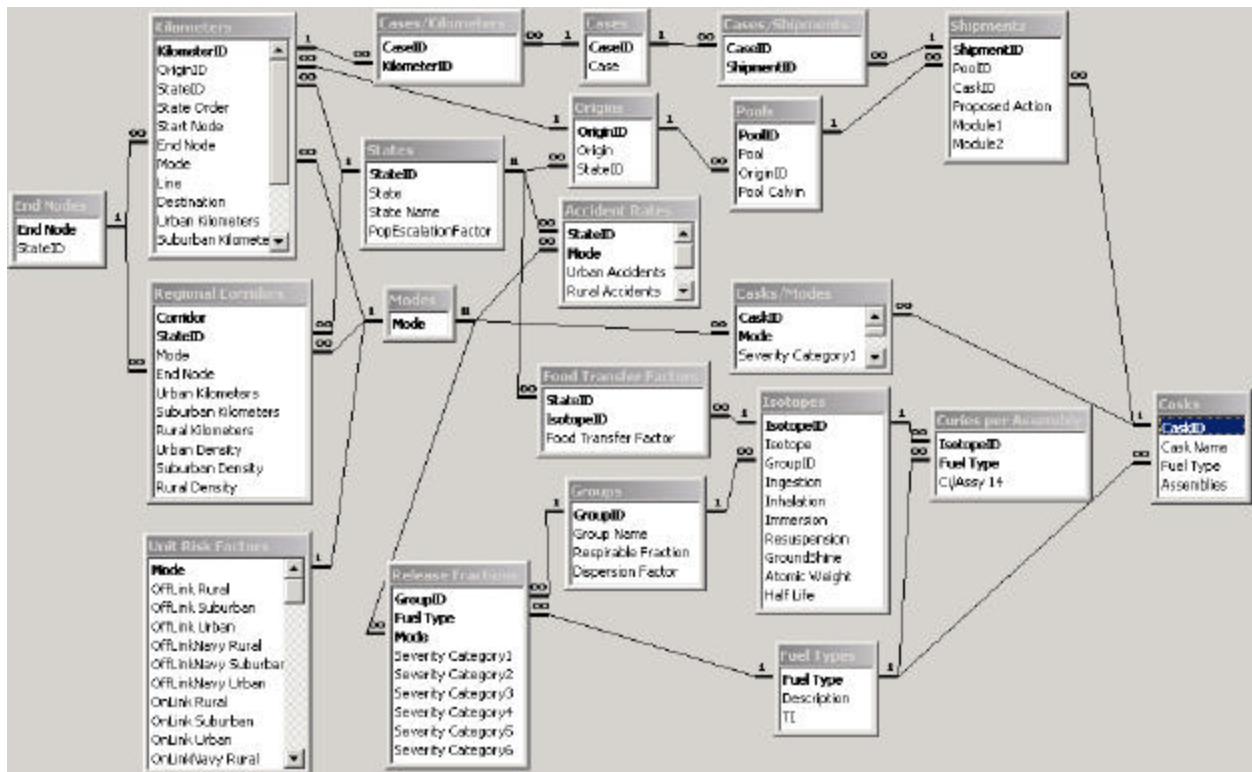 Kilometers
KilometerID
OriginID
StateID
State Order
Start Node
End Node
Mode
Line
Destination
Urban Kilometers
Suburban Kilomete
Cases/Kilometers
CaseID
KilometerID
Cases
CaseID
Case
Cases/Shipments
CaseID
ShipmentID
Shipments
ShipmentID
PoolID
CaskID
Proposed Action
Module1
Module2
Origins
OriginID
Origin
StateID
Pools
PoolID
Pool
OriginID
Pool Calvin
States
StateID
State
State Name
PopEscalationFactor
End Nodes
End Node
StateID
Accident Rates
StateID
Mode
Urban Accidents
Rural Accidents
Regional Corridors
Corridor
StateID
Mode
End Node
Urban Kilometers
Suburban Kilometers
Rural Kilometers
Urban Density
Suburban Density
Rural Density
Modes
Mode
Casks/Modes
CaskID
Mode
Severity Category1
Food Transfer Factors
StateID
IsotopeID
Food Transfer Factor
Isotopes
IsotopeID
Isotope
GroupID
Ingestion
Inhalation
Immersion
Resuspension
GroundShine
Atomic Weight
Half Life
Curies per Assembly
IsotopeID
Fuel Type
Ci/Assy 14
Casks
CaskID
Cask Name
Fuel Type
Assemblies
Groups
GroupID
Group Name
Respirable Fraction
Dispersion Factor
Unit Risk Factors
Mode
OffLink Rural
OffLink Suburban
OffLink Urban
OffLinkNavy Rural
OffLinkNavy Suburbar
OffLinkNavy Urban
OnLink Rural
OnLink Suburban
OnLink Urban
OnLinkNavy Rural
Release Fractions
GroupID
Fuel Type
Mode
Severity Category1
Severity Category2
Severity Category3
Severity Category4
Severity Category5
Severity Category6
Fuel Types
Fuel Type
Description
TI